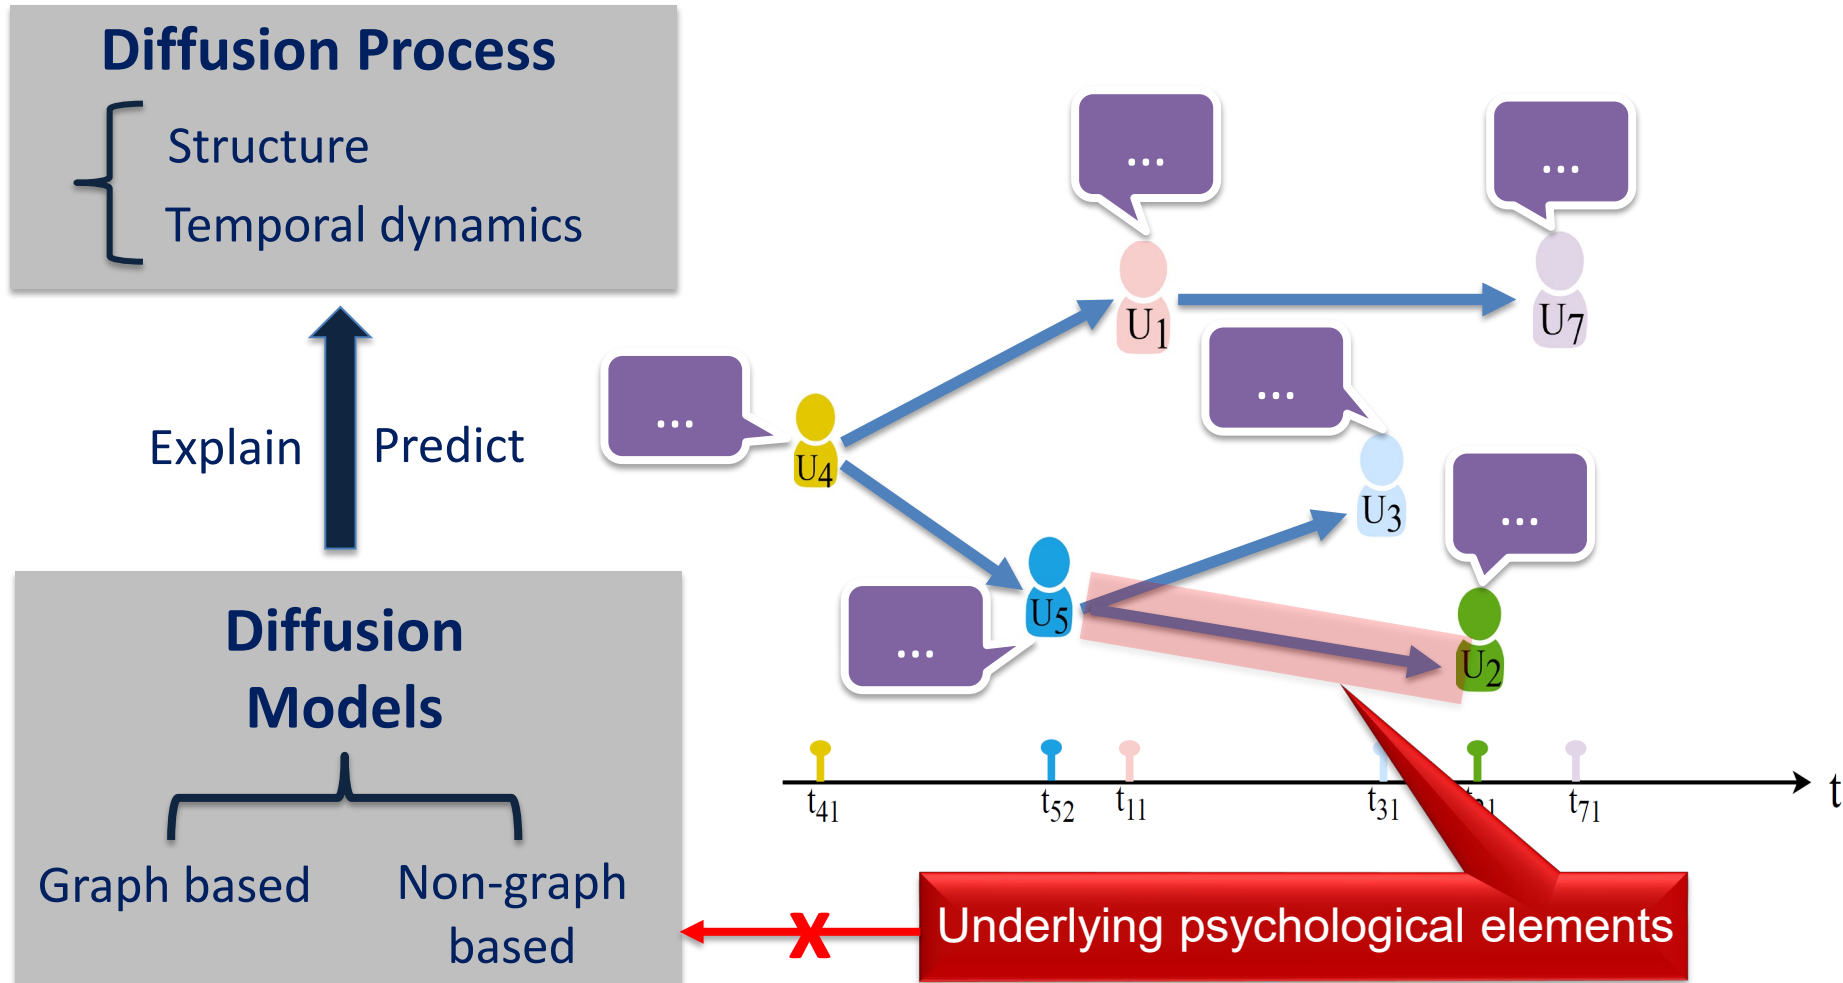 Diffusion Process
Structure
Temporal dynamics
Explain
Predict
Diffusion
Models
Graph based
Non-graph
based
...
U4
...
U1
...
U7
...
U3
...
U5
...
U2
t41
t52
t11
t31
t71
t
X
Underlying psychological elements